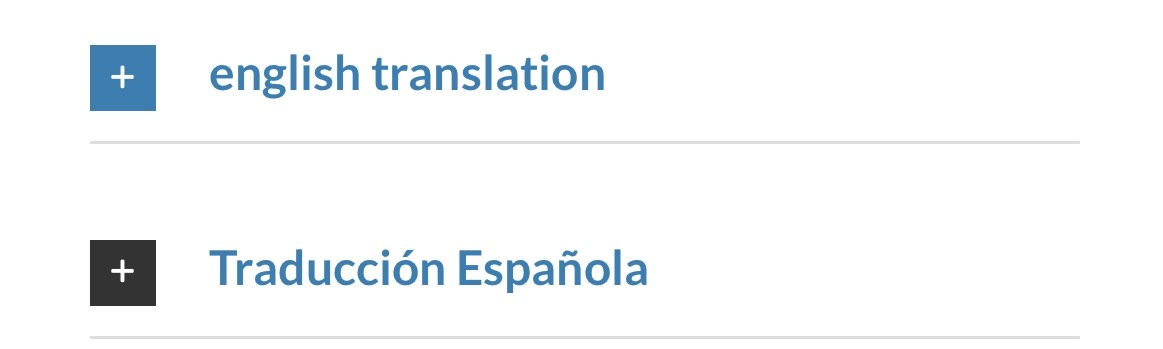 + english translation
+ Traducción Española